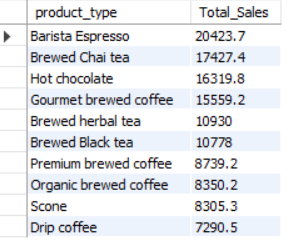 product_type Total_Sales
Barista Espresso 20423.7
Brewed Chai tea 17427.4
Hot chocolate 16319.8
Gourmet brewed coffee 15559.2
Brewed herbal tea 10930
Brewed Black tea 10778
Premium brewed coffee 8739.2
Organic brewed coffee 8350.2
Scone 8305.3
Drip coffee 7290.5